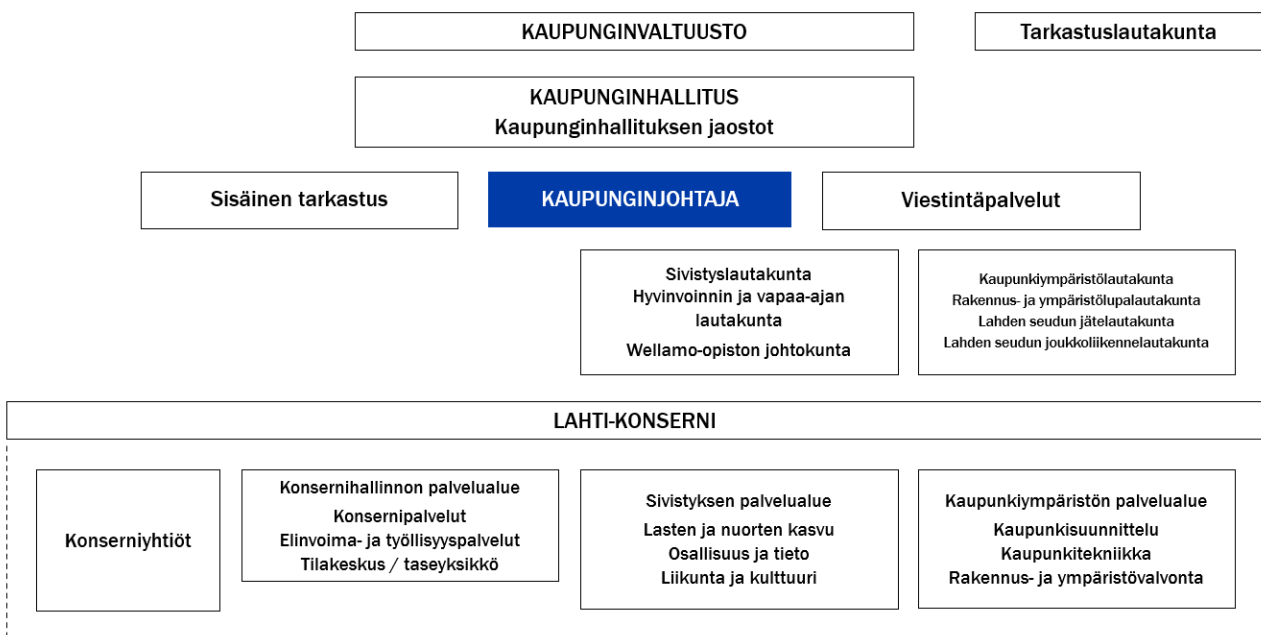 KAUPUNGINVALTUUSTO
Tarkastuslautakunta
KAUPUNGINHALLITUS
Kaupunginhallituksen jaostot
Sisäinen tarkastus
KAUPUNGINJOHTAJA
Viestintäpalvelut
Sivistyslautakunta
Hyvinvoinnin ja vapaa-ajan
lautakunta
Wellamo-opiston johtokunta
Kaupunkiympäristölautakunta
Rakennus- ja ympäristölupalautakunta
Lahden seudun jätelautakunta
Lahden seudun joukkoliikennelautakunta
LAHTI-KONSERNI
Konserniyhtiöt
Konsernihallinnon palvelualue
Konsernipalvelut
Elinvoima- ja työllisyyspalvelut
Tilakeskus / taseyksikkö
Sivistyksen palvelualue
Lasten ja nuorten kasvu
Osallisuus ja tieto
Liikunta ja kulttuuri
Kaupunkiympäristön palvelualue
Kaupunkisuunnittelu
Kaupunkitekniikka
Rakennus- ja ympäristövalvonta